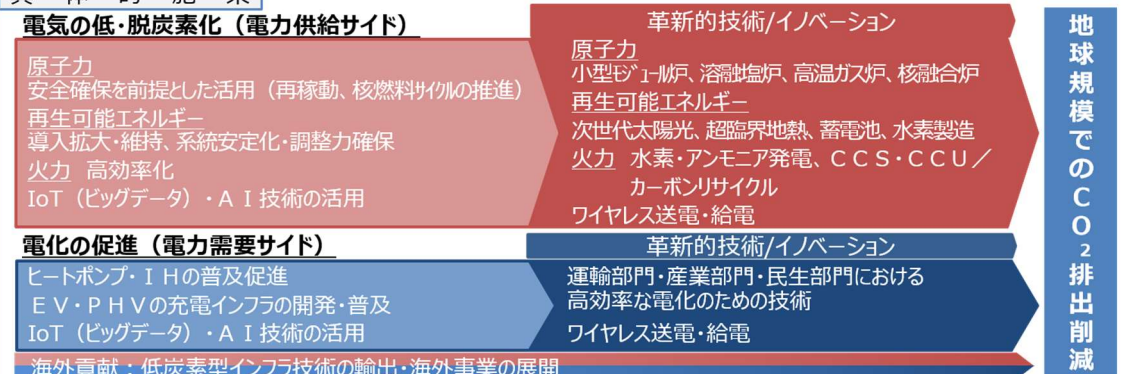 具体的施策
電気の低・脱炭素化（電力供給サイド）
革新的技術/イノベーション
原子力
安全確保を前提とした活用（再稼動、核燃料サイクルの推進）
再生可能エネルギー
導入拡大・維持、系統安定化・調整力確保
火力 高効率化
IoT（ビッグデータ）・ＡＩ技術の活用
原子力
小型モジュール炉、溶融塩炉、高温ガス炉、核融合炉
再生可能エネルギー
次世代太陽光、超臨界地熱、蓄電池、水素製造
火力 水素・アンモニア発電、ＣＣＳ・ＣＣＵ／
カーボンリサイクル
ワイヤレス送電・給電
電化の促進（電力需要サイド）
革新的技術/イノベーション
ヒートポンプ・ＩＨの普及促進
ＥＶ・ＰＨＶの充電インフラの開発・普及
IoT（ビッグデータ）・ＡＩ技術の活用
運輸部門・産業部門・民生部門における
高効率な電化のための技術
ワイヤレス送電・給電
海外貢献：低炭素型インフラ技術の輸出・海外事業の展開
地球規模でのＣＯ₂排出削減